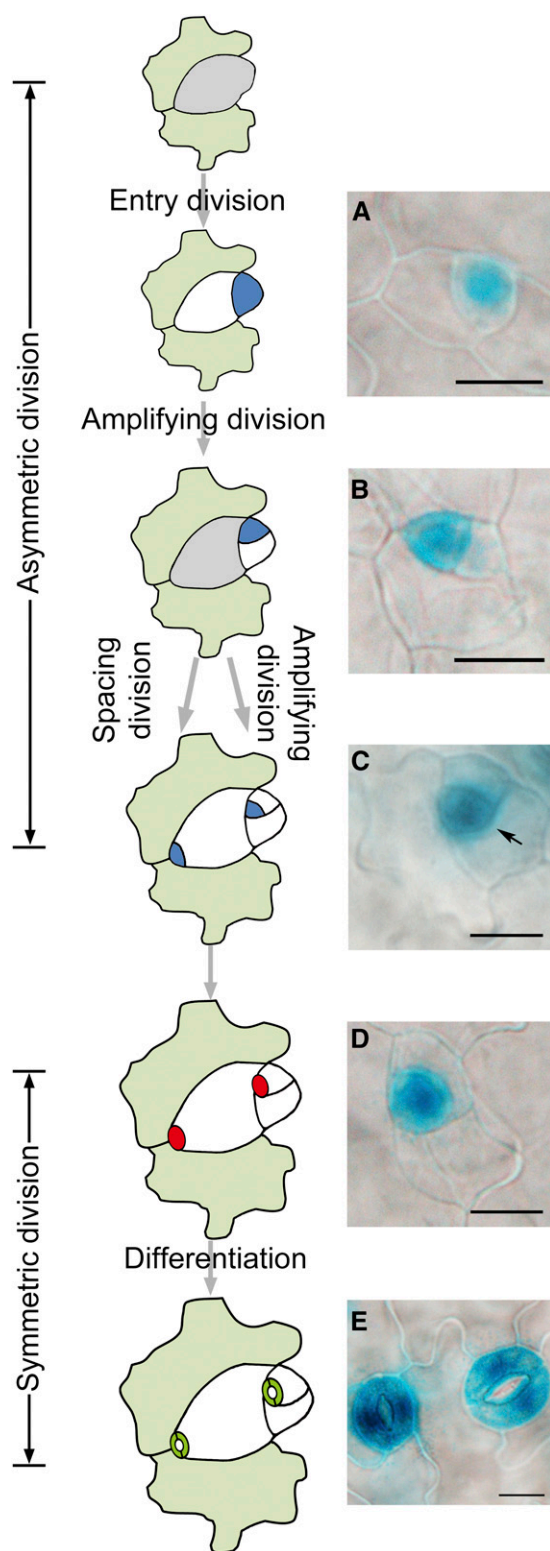 Entry division
A
Amplifying division
B
Asymmetric division
Spacing
division
Amplifying
division
C
D
Symmetric division
Differentiation
E